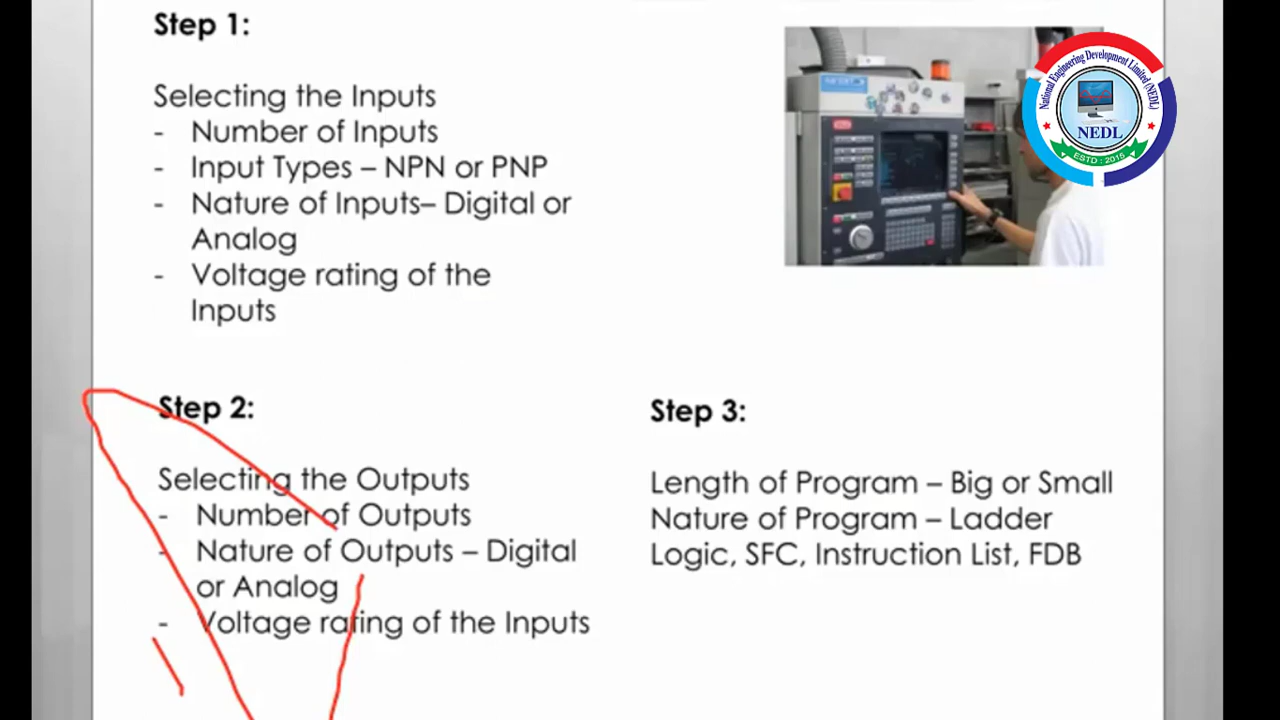 Step 1:
Selecting the Inputs
- Number of Inputs
- Input Types – NPN or PNP
- Nature of Inputs– Digital or
Analog
- Voltage rating of the
Inputs
National Engineering Development Limited (NEDL)
NEDL
ESTD : 2015
Step 2:
Selecting the Outputs
- Number of Outputs
- Nature of Outputs – Digital
or Analog
- Voltage rating of the Inputs
Step 3:
Length of Program – Big or Small
Nature of Program – Ladder
Logic, SFC, Instruction List, FDB